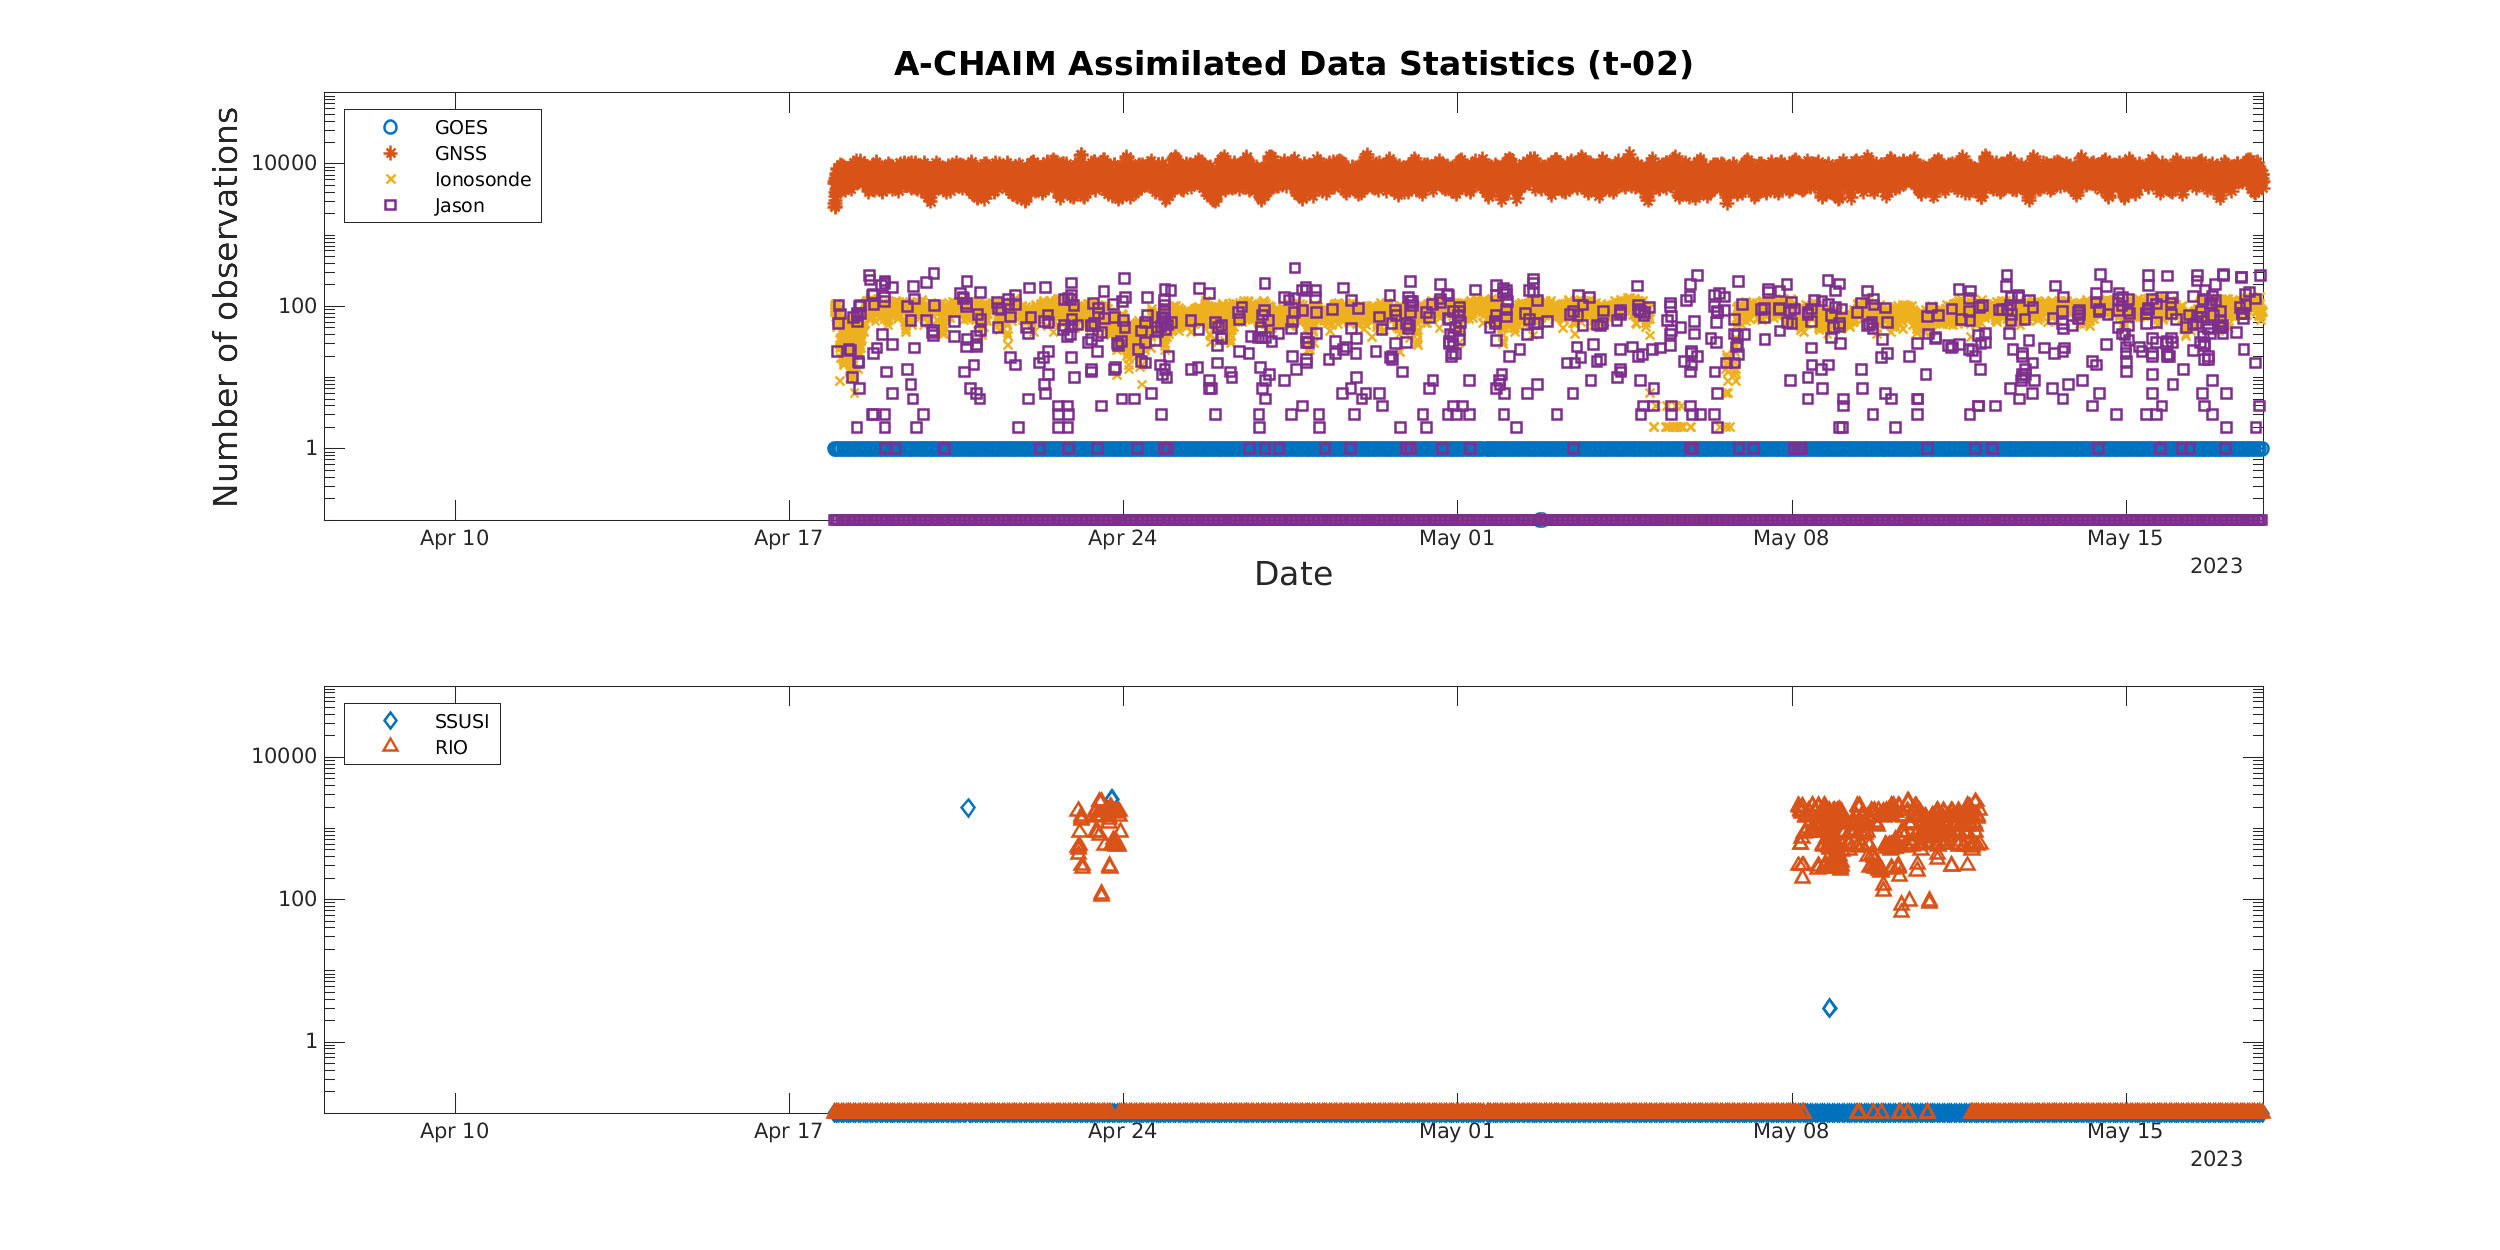 A-CHAIM Assimilated Data Statistics (t-02)
Number of observations
10000
100
1
GOES
GNSS
Ionosonde
Jason
Apr 10
Apr 17
Apr 24
May 01
May 08
May 15
2023
Date
10000
100
1
SSUSI
RIO
Apr 10
Apr 17
Apr 24
May 01
May 08
May 15
2023